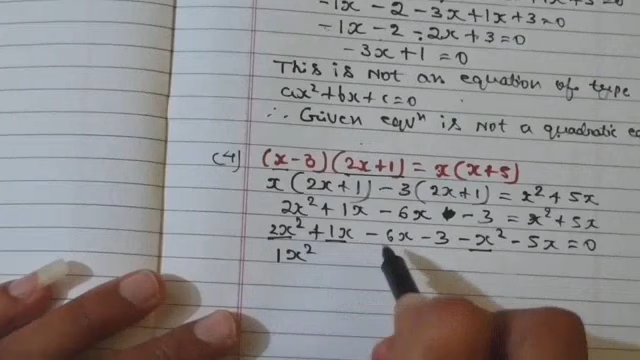 -1x - 2 - 3x + 1x + 3 = 0
-1x - 2 - 2x + 3 = 0
-3x + 1 = 0
This is Not an equation of type
ax² + bx + c = 0
∴ Given eqwⁿ is Not a quadratic
(4) (x-3)(2x+1) = x(x+5)
x(2x+1) - 3(2x+1) = x² + 5x
2x² + 1x - 6x - 3 = x² + 5x
2x² + 1x - 6x - 3 - x² - 5x = 0
1x²